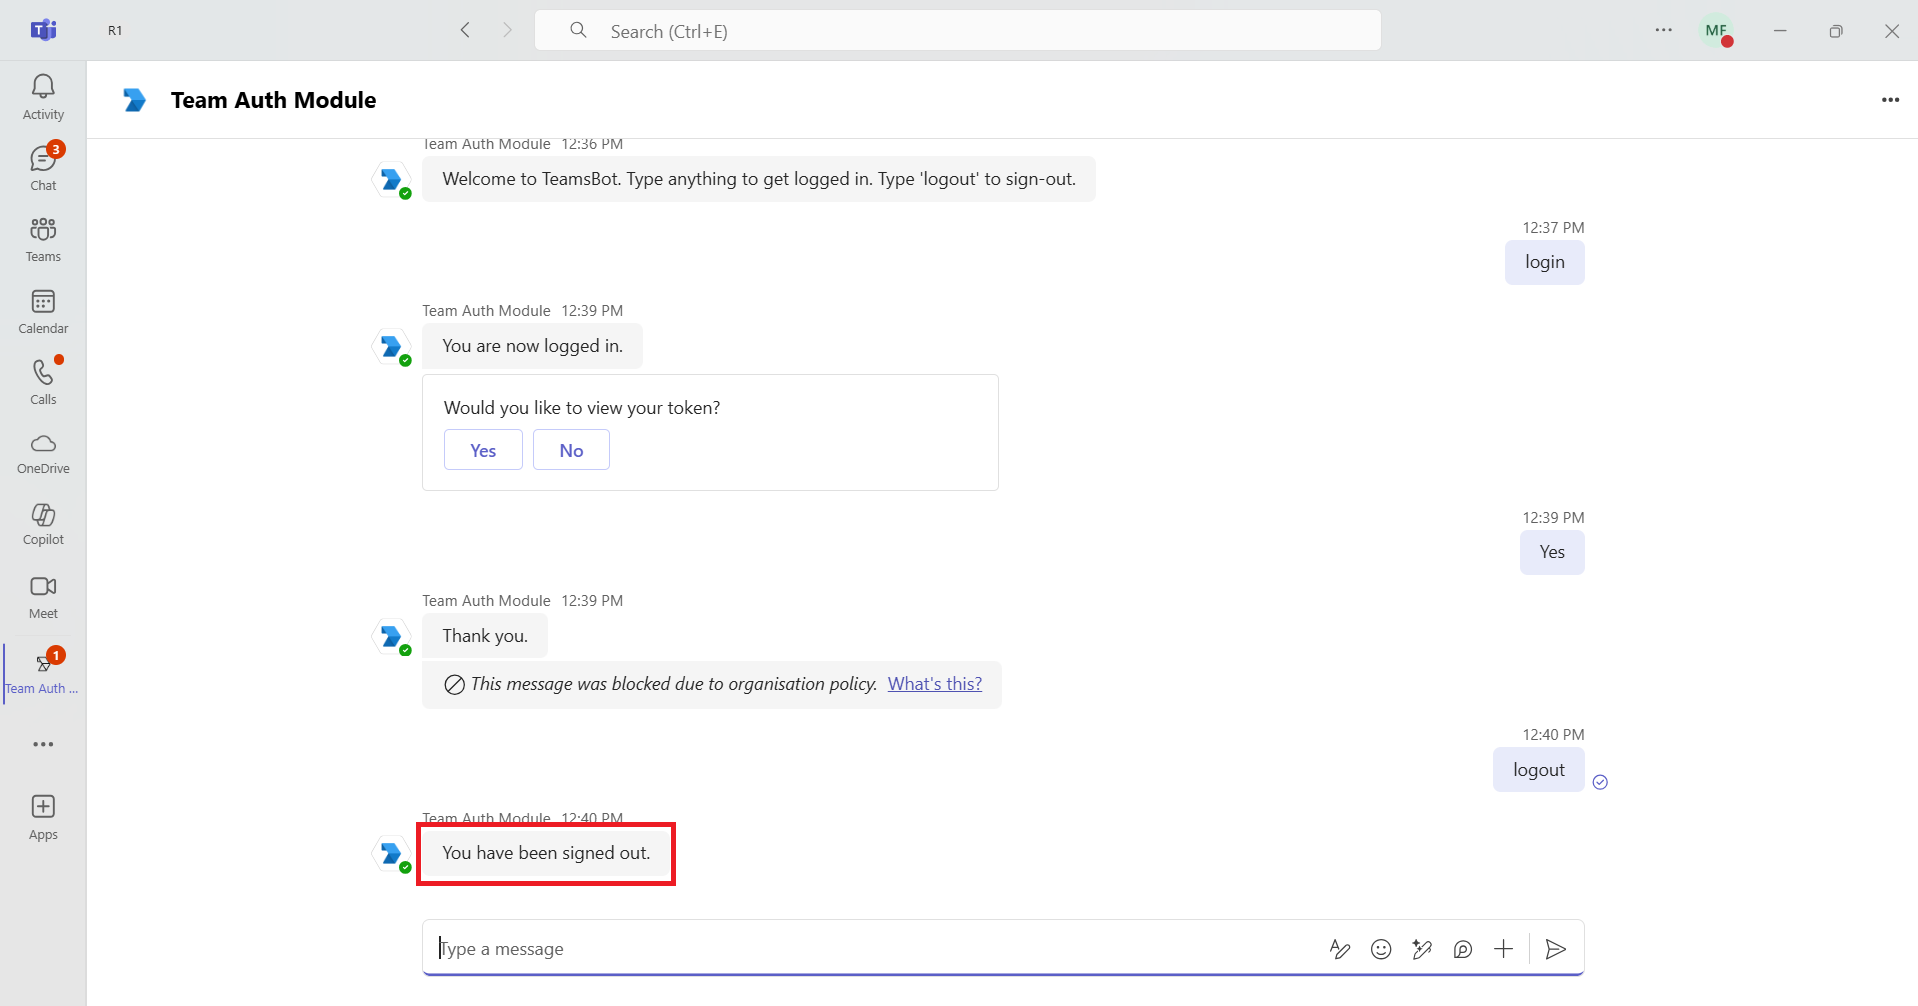 R1
Search (Ctrl+E)
MF
Activity
3
Chat
Teams
Calendar
Calls
OneDrive
Copilot
Meet
1
Team Auth ...
Apps
Team Auth Module
Team Auth Module 12:36 PM
Welcome to TeamsBot. Type anything to get logged in. Type 'logout' to sign-out.
12:37 PM
login
Team Auth Module 12:39 PM
You are now logged in.
Would you like to view your token?
Yes No
12:39 PM
Yes
Team Auth Module 12:39 PM
Thank you.
This message was blocked due to organisation policy. What's this?
12:40 PM
logout
Team Auth Module 12:40 PM
You have been signed out.
Type a message